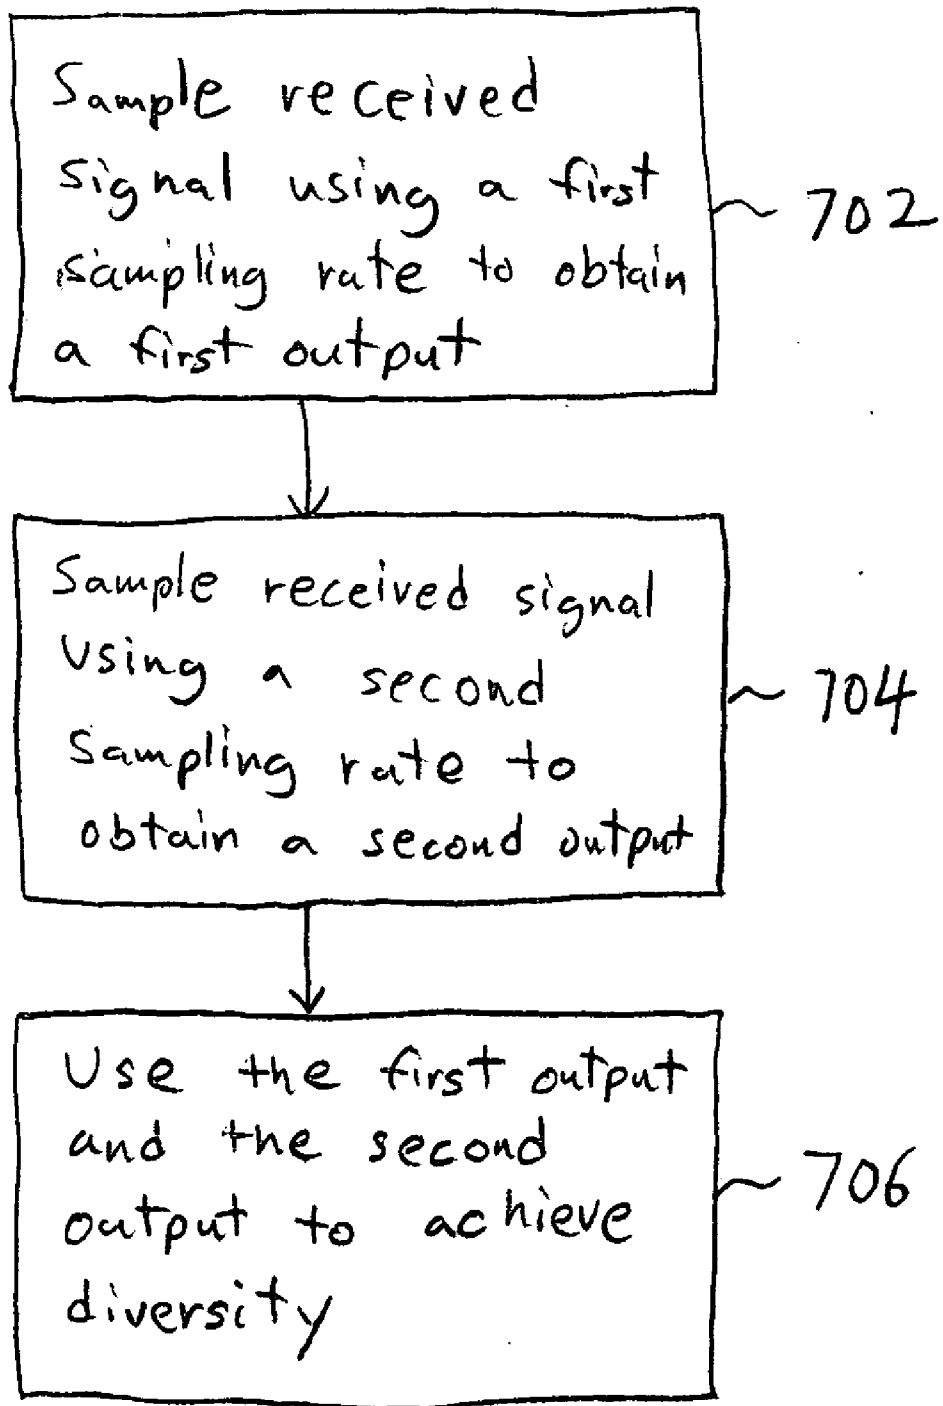 Sample received
signal using a first
sampling rate to obtain
a first output
702
Sample received signal
Using a second
sampling rate to
obtain a second output
704
Use the first output
and the second
output to achieve
diversity
706